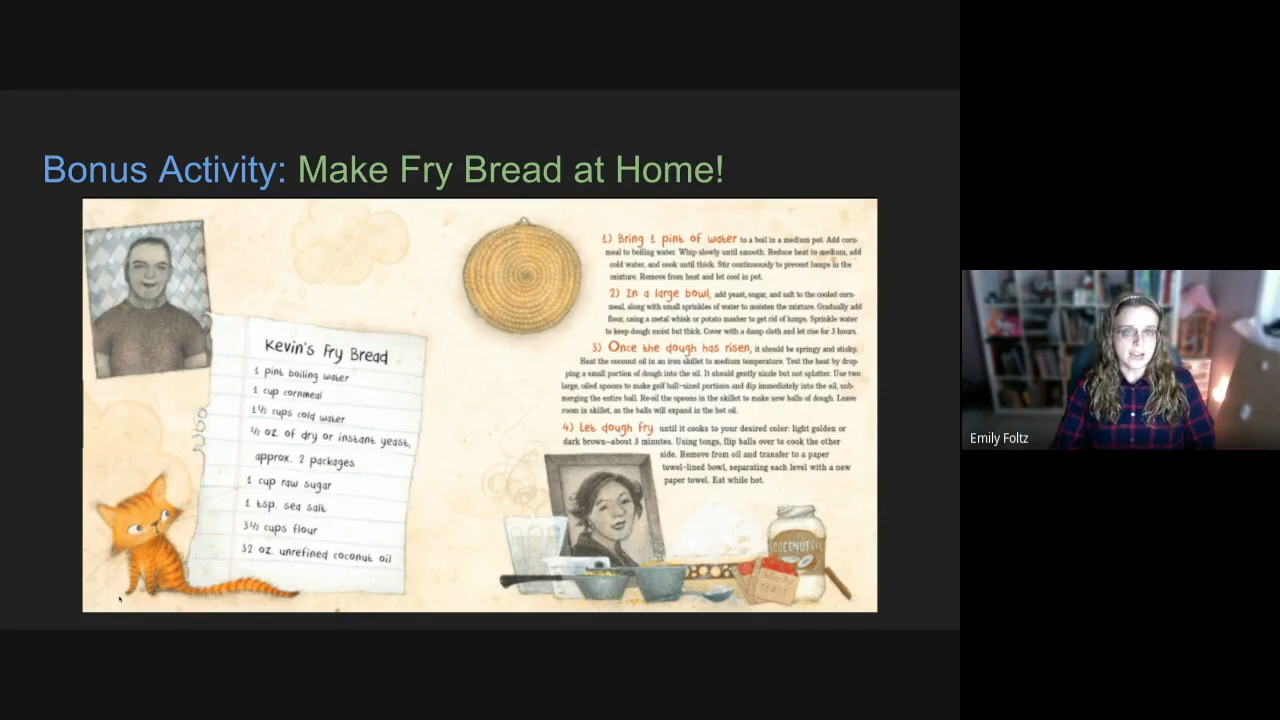 Bonus Activity: Make Fry Bread at Home!
Kevin's Fry Bread
1 pint boiling water
1 cup cornmeal
1½ cups cold water
½ oz. of dry or instant yeast,
approx. 2 packages
1 cup raw sugar
1 tsp. sea salt
3½ cups flour
32 oz. unrefined coconut oil
1) Bring 1 pint of water to a boil in a medium pot. Add corn-
meal to boiling water. Whip slowly until smooth. Reduce heat to medium, add
cold water, and cook until thick. Stir continuously to prevent lumps in the
mixture. Remove from heat and let cool in pot.
2) In a large bowl, add yeast, sugar, and salt to the cooled corn-
meal, along with small sprinkles of water to moisten the mixture. Gradually add
flour, using a metal whisk or potato masher to get rid of lumps. Sprinkle water
to keep dough moist but thick. Cover with a damp cloth and let rise for 3 hours.
3) Once the dough has risen, it should be springy and sticky.
Heat the coconut oil in an iron skillet to medium temperature. Test the heat by drop-
ping a small portion of dough into the oil. It should gently sizzle but not splatter. Use two
large, oiled spoons to make golf ball-sized portions and dip immediately into the oil, sub-
merging the entire ball. Re-oil the spoons in the skillet to make new balls of dough. Leave
room in skillet, as the balls will expand in the hot oil.
4) Let dough fry until it cooks to your desired color: light golden or
dark brown—about 3 minutes. Using tongs, flip balls over to cook the other
side. Remove from oil and transfer to a paper
towel-lined bowl, separating each level with a new
paper towel. Eat while hot.
COCONUT OIL
YEAST
Emily Foltz